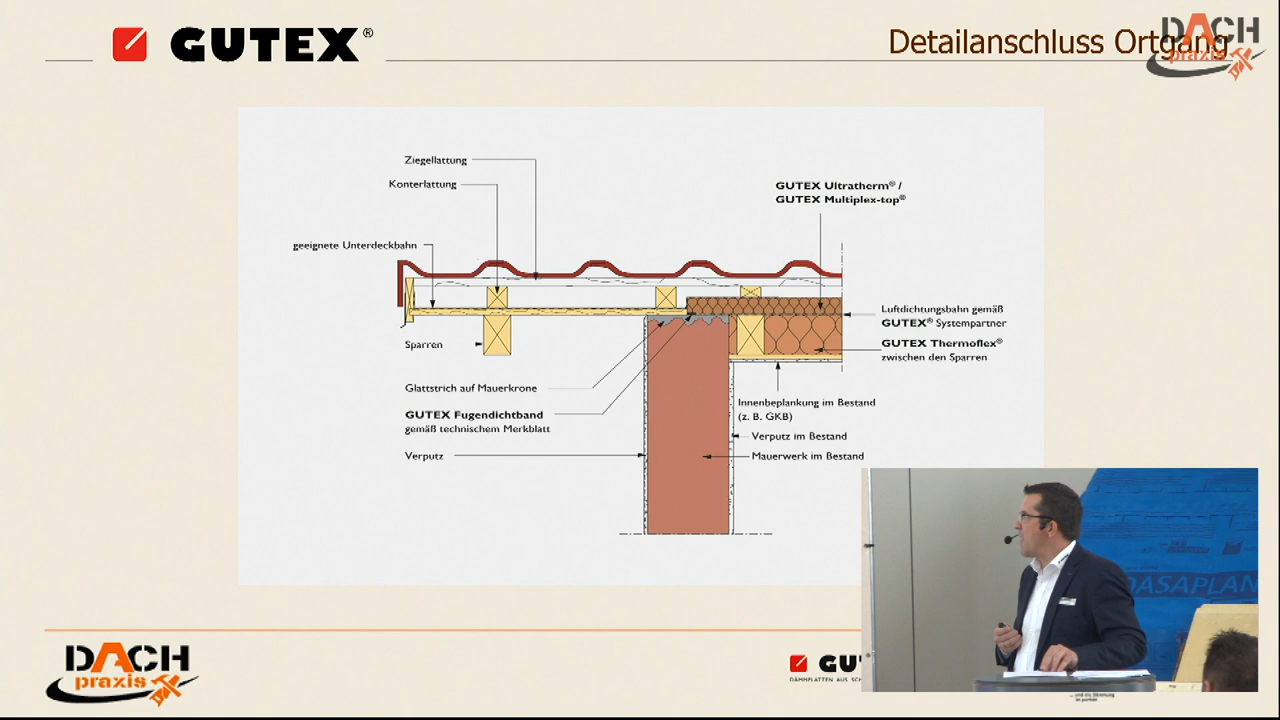 GUTEX®
Detailanschluss Ortgang
DACH
praxis
Ziegellattung
Konterlattung
GUTEX Ultratherm® /
GUTEX Multiplex-top®
geeignete Unterdeckbahn
Luftdichtungsbahn gemäß
GUTEX® Systempartner
Sparren
GUTEX Thermoflex®
zwischen den Sparren
Glattstrich auf Mauerkrone
GUTEX Fugendichtband
gemäß technischem Merkblatt
Innenbeplankung im Bestand
(z. B. GKB)
Verputz im Bestand
Verputz
Mauerwerk im Bestand
DASAPLAN
DACH
praxis
GU
DÄMMPLATTEN AUS